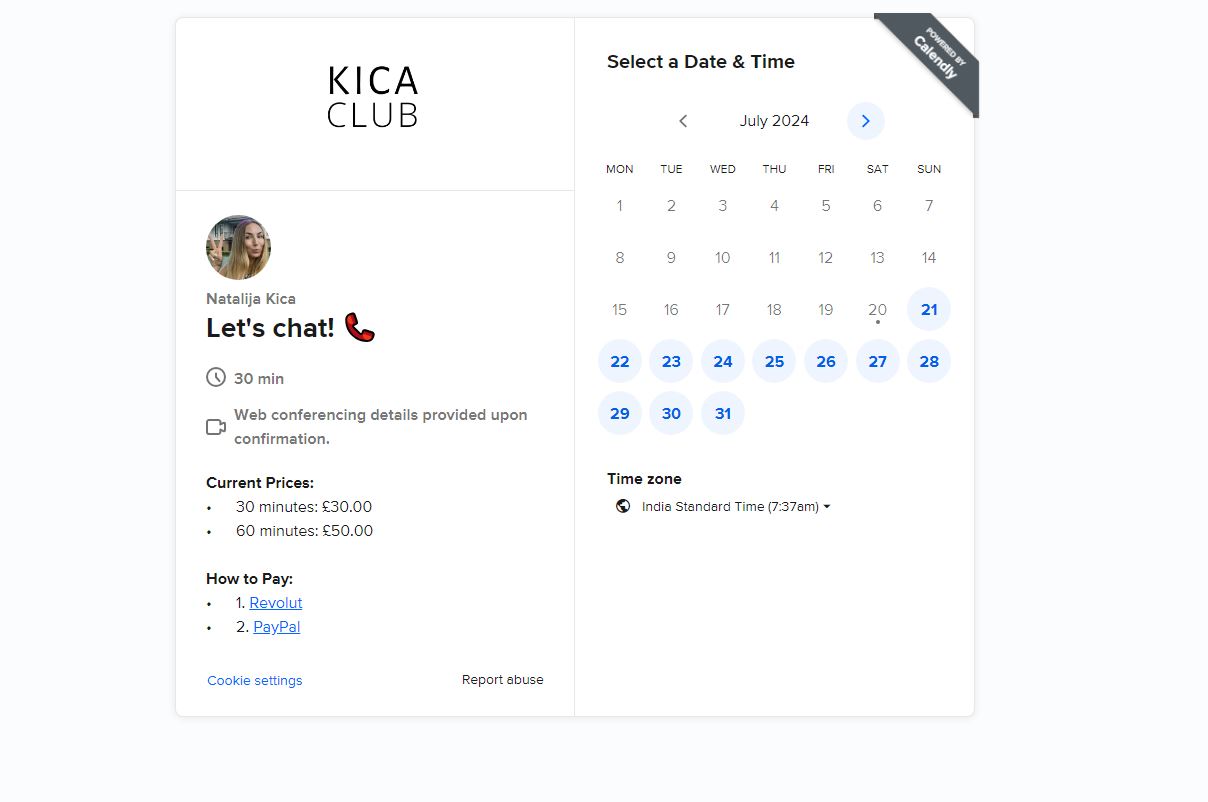 KICA
CLUB
Natalija Kica
Let's chat! 📞
30 min
Web conferencing details provided upon
confirmation.
Current Prices:
• 30 minutes: £30.00
• 60 minutes: £50.00
How to Pay:
• 1. Revolut
• 2. PayPal
Cookie settings
Report abuse
Select a Date & Time
POWERED BY
Calendly
July 2024
MON TUE WED THU FRI SAT SUN
1 2 3 4 5 6 7
8 9 10 11 12 13 14
15 16 17 18 19 20 21
22 23 24 25 26 27 28
29 30 31
Time zone
India Standard Time (7:37am)